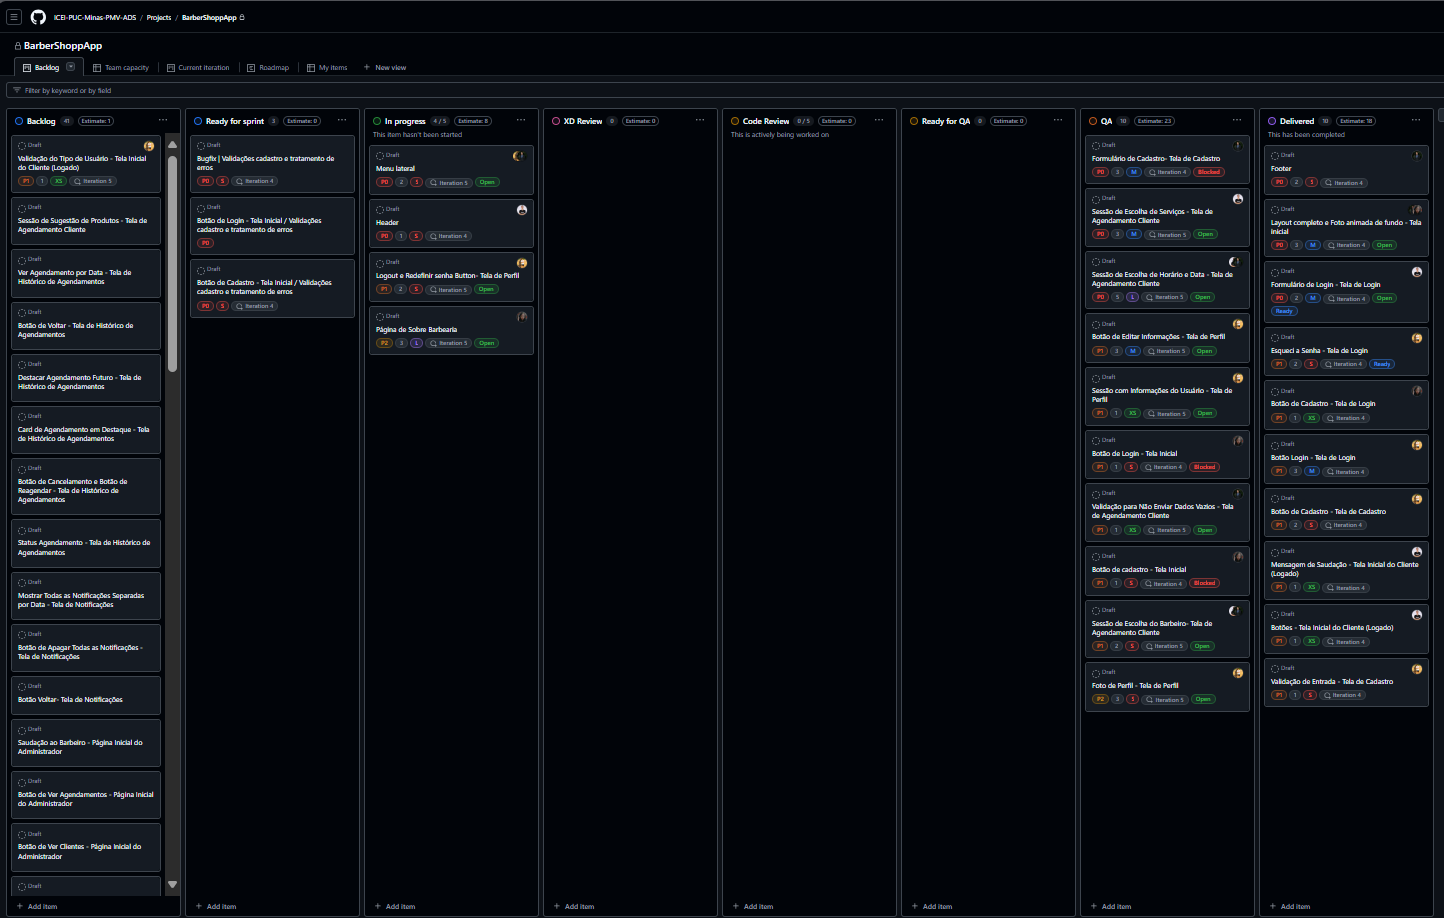 ICEI-PUC-Minas-PMV-ADS / Projects / BarberShoppApp
BarberShoppApp
Backlog
Team capacity
Current iteration
Roadmap
My items
+ New view
Filter by keyword or by field
Backlog 41 Estimate: 1
Draft
Validação do Tipo de Usuário - Tela Inicial
do Cliente (Logado)
P1 1 XS Iteration 5
Draft
Sessão de Sugestão de Produtos - Tela de
Agendamento Cliente
Draft
Ver Agendamento por Data - Tela de
Histórico de Agendamentos
Draft
Botão de Voltar - Tela de Histórico de
Agendamentos
Draft
Destacar Agendamento Futuro - Tela de
Histórico de Agendamentos
Draft
Card de Agendamento em Destaque - Tela
de Histórico de Agendamentos
Draft
Botão de Cancelamento e Botão de
Reagendar - Tela de Histórico de
Agendamentos
Draft
Status Agendamento - Tela de Histórico de
Agendamentos
Draft
Mostrar Todas as Notificações Separadas
por Data - Tela de Notificações
Draft
Botão de Apagar Todas as Notificações -
Tela de Notificações
Draft
Botão Voltar- Tela de Notificações
Draft
Saudação ao Barbeiro - Página Inicial do
Administrador
Draft
Botão de Ver Agendamentos - Página Inicial
do Administrador
Draft
Botão de Ver Clientes - Página Inicial do
Administrador
Draft
+ Add item
Ready for sprint 3 Estimate: 0
Draft
Bugfix | Validações cadastro e tratamento de
erros
P0 S Iteration 4
Draft
Botão de Login - Tela Inicial / Validações
cadastro e tratamento de erros
P0
Draft
Botão de Cadastro - Tela Inicial / Validações
cadastro e tratamento de erros
P0 S Iteration 4
+ Add item
In progress 4 / 5 Estimate: 8
This item hasn't been started
Draft
Menu lateral
P0 2 S Iteration 5 Open
Draft
Header
P0 1 S Iteration 4
Draft
Logout e Redefinir senha Button- Tela de Perfil
P1 2 S Iteration 5 Open
Draft
Página de Sobre Barbearia
P2 3 L Iteration 5 Open
+ Add item
XD Review 0 Estimate: 0
+ Add item
Code Review 0 / 5 Estimate: 0
This is actively being worked on
+ Add item
Ready for QA 0 Estimate: 0
+ Add item
QA 10 Estimate: 23
Draft
Formulário de Cadastro- Tela de Cadastro
P0 3 M Iteration 4 Blocked
Draft
Sessão de Escolha de Serviços - Tela de
Agendamento Cliente
P0 3 M Iteration 5 Open
Draft
Sessão de Escolha de Horário e Data - Tela de
Agendamento Cliente
P0 5 L Iteration 5 Open
Draft
Botão de Editar Informações - Tela de Perfil
P1 3 M Iteration 5 Open
Draft
Sessão com Informações do Usuário - Tela de
Perfil
P1 1 XS Iteration 5 Open
Draft
Botão de Login - Tela Inicial
P1 1 S Iteration 4 Blocked
Draft
Validação para Não Enviar Dados Vazios - Tela
de Agendamento Cliente
P1 1 XS Iteration 5 Open
Draft
Botão de cadastro - Tela Inicial
P1 1 S Iteration 4 Blocked
Draft
Sessão de Escolha do Barbeiro- Tela de
Agendamento Cliente
P1 2 S Iteration 5 Open
Draft
Foto de Perfil - Tela de Perfil
P2 3 S Iteration 5 Open
+ Add item
Delivered 10 Estimate: 18
This has been completed
Draft
Footer
P0 2 S Iteration 4
Draft
Layout completo e Foto animada de fundo - Tela
inicial
P0 3 M Iteration 4 Open
Draft
Formulário de Login - Tela de Login
P0 2 M Iteration 4 Open
Ready
Draft
Esqueci a Senha - Tela de Login
P1 2 S Iteration 4 Ready
Draft
Botão de Cadastro - Tela de Login
P1 1 XS Iteration 4
Draft
Botão Login - Tela de Login
P1 3 M Iteration 4
Draft
Botão de Cadastro - Tela de Cadastro
P1 2 S Iteration 4
Draft
Mensagem de Saudação - Tela Inicial do Cliente
(Logado)
P1 1 XS Iteration 4
Draft
Botões - Tela Inicial do Cliente (Logado)
P1 1 XS Iteration 4
Draft
Validação de Entrada - Tela de Cadastro
P1 1 S Iteration 4
+ Add item